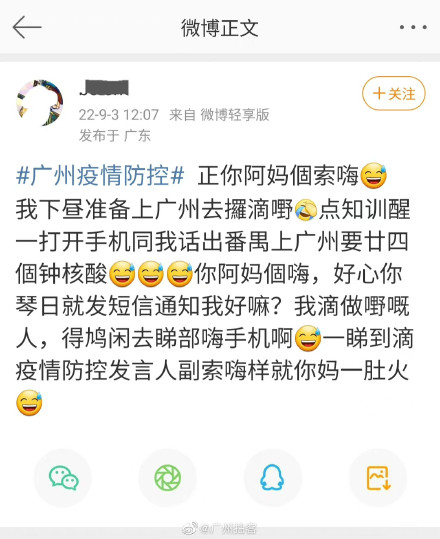 微博正文
22-9-3 12:07 来自 微博轻享版
发布于 广东
+关注
#广州疫情防控# 正你阿妈個索嗨😅
我下昼准备上广州去攞滴嘢🤣点知训醒
一打开手机同我话出番禺上广州要廿四
個钟核酸😅😅😅你阿妈個嗨，好心你
琴日就发短信通知我好嘛？我滴做嘢嘅
人，得鸠闲去睇部嗨手机啊😅一睇到滴
疫情防控发言人副索嗨样就你妈一肚火
😅
@广州拍客